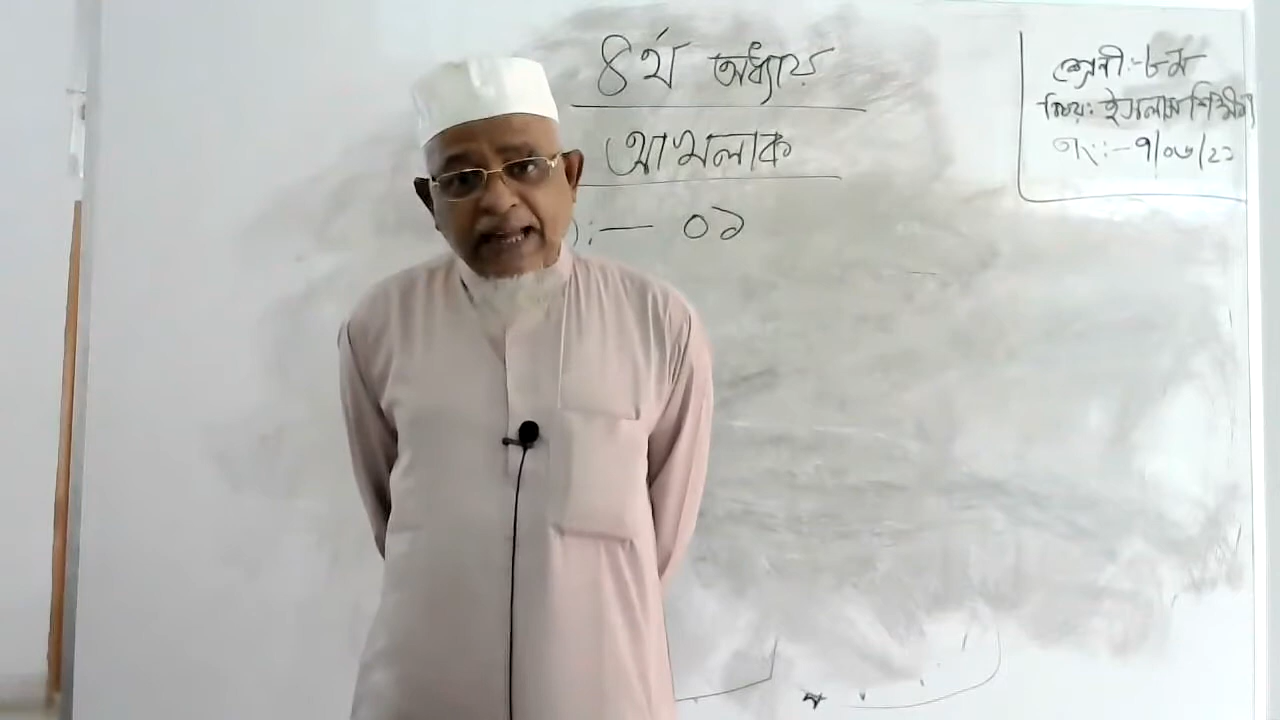 ৪র্থ অধ্যায়
আখলাক
:— ০১
শ্রেনী:-৮ম
বিষয়: ইসলাম শিক্ষা
তাং:-৭/০৬/২১